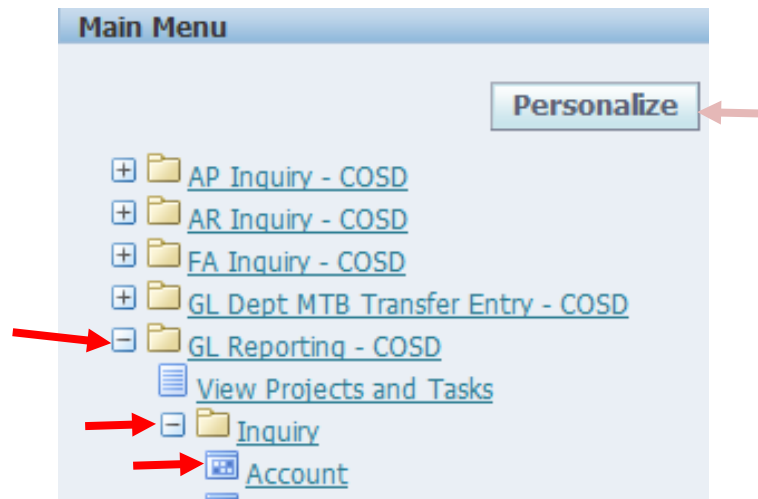 Main Menu
Personalize
AP Inquiry - COSD
AR Inquiry - COSD
FA Inquiry - COSD
GL Dept MTB Transfer Entry - COSD
GL Reporting - COSD
View Projects and Tasks
Inquiry
Account